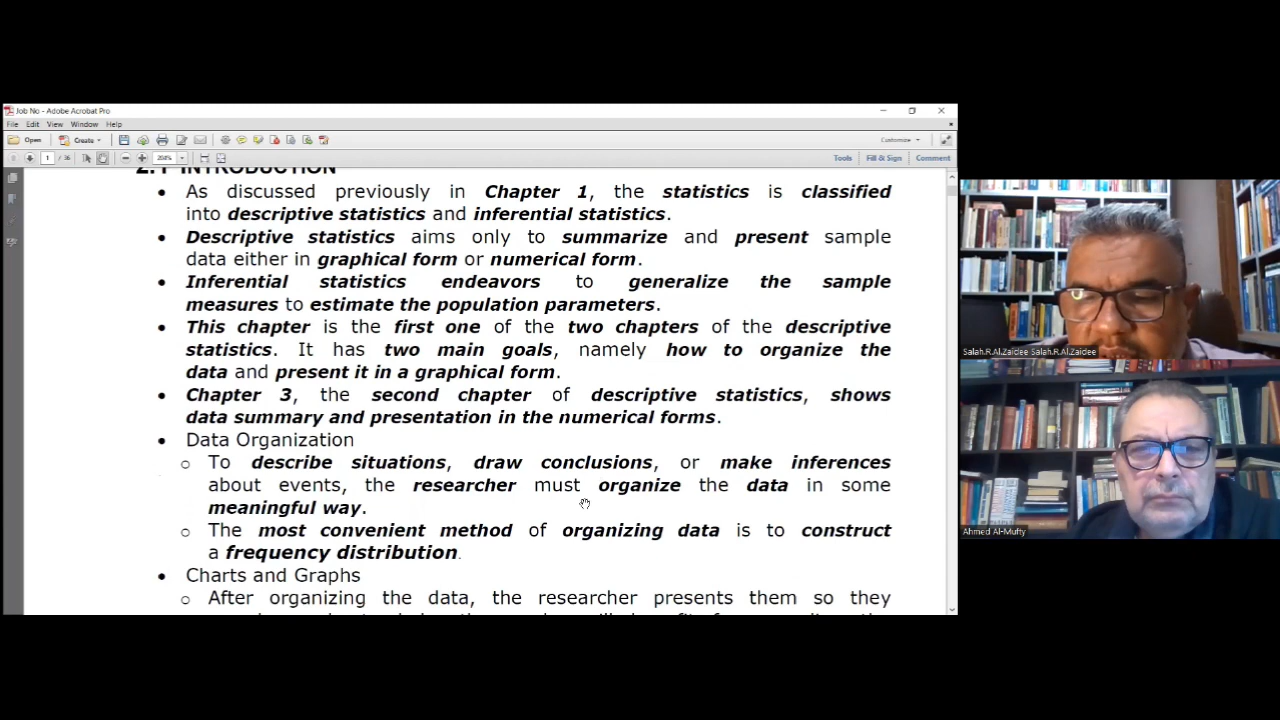 Job No - Adobe Acrobat Pro
File Edit View Window Help
Open Create Customize
1 / 36 204% Tools Fill & Sign Comment
2.1 INTRODUCTION
• As discussed previously in Chapter 1, the statistics is classified
into descriptive statistics and inferential statistics.
• Descriptive statistics aims only to summarize and present sample
data either in graphical form or numerical form.
• Inferential statistics endeavors to generalize the sample
measures to estimate the population parameters.
• This chapter is the first one of the two chapters of the descriptive
statistics. It has two main goals, namely how to organize the
data and present it in a graphical form.
• Chapter 3, the second chapter of descriptive statistics, shows
data summary and presentation in the numerical forms.
• Data Organization
○ To describe situations, draw conclusions, or make inferences
about events, the researcher must organize the data in some
meaningful way.
○ The most convenient method of organizing data is to construct
a frequency distribution.
• Charts and Graphs
○ After organizing the data, the researcher presents them so they
Salah.R.Al.Zaidee Salah.R.Al.Zaidee
Ahmed Al-Mufty